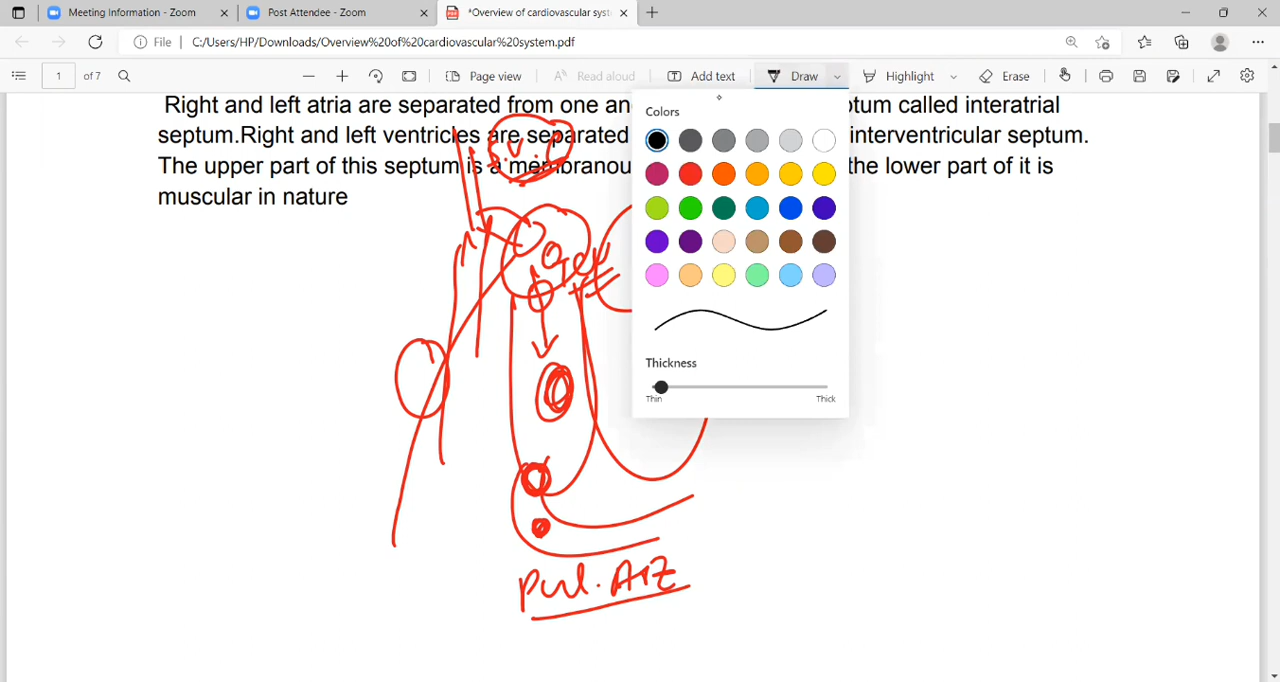 Meeting Information - Zoom
Post Attendee - Zoom
*Overview of cardiovascular syst
File
C:/Users/HP/Downloads/Overview%20of%20cardiovascular%20system.pdf
1 of 7
Page view
Read aloud
Add text
Draw
Highlight
Erase
Right and left atria are separated from one an
tum called interatrial
septum.Right and left ventricles are separated
interventricular septum.
The upper part of this septum is a membranou
the lower part of it is
muscular in nature
Colors
Thickness
Thin
Thick
S.V.C
Pul. Art